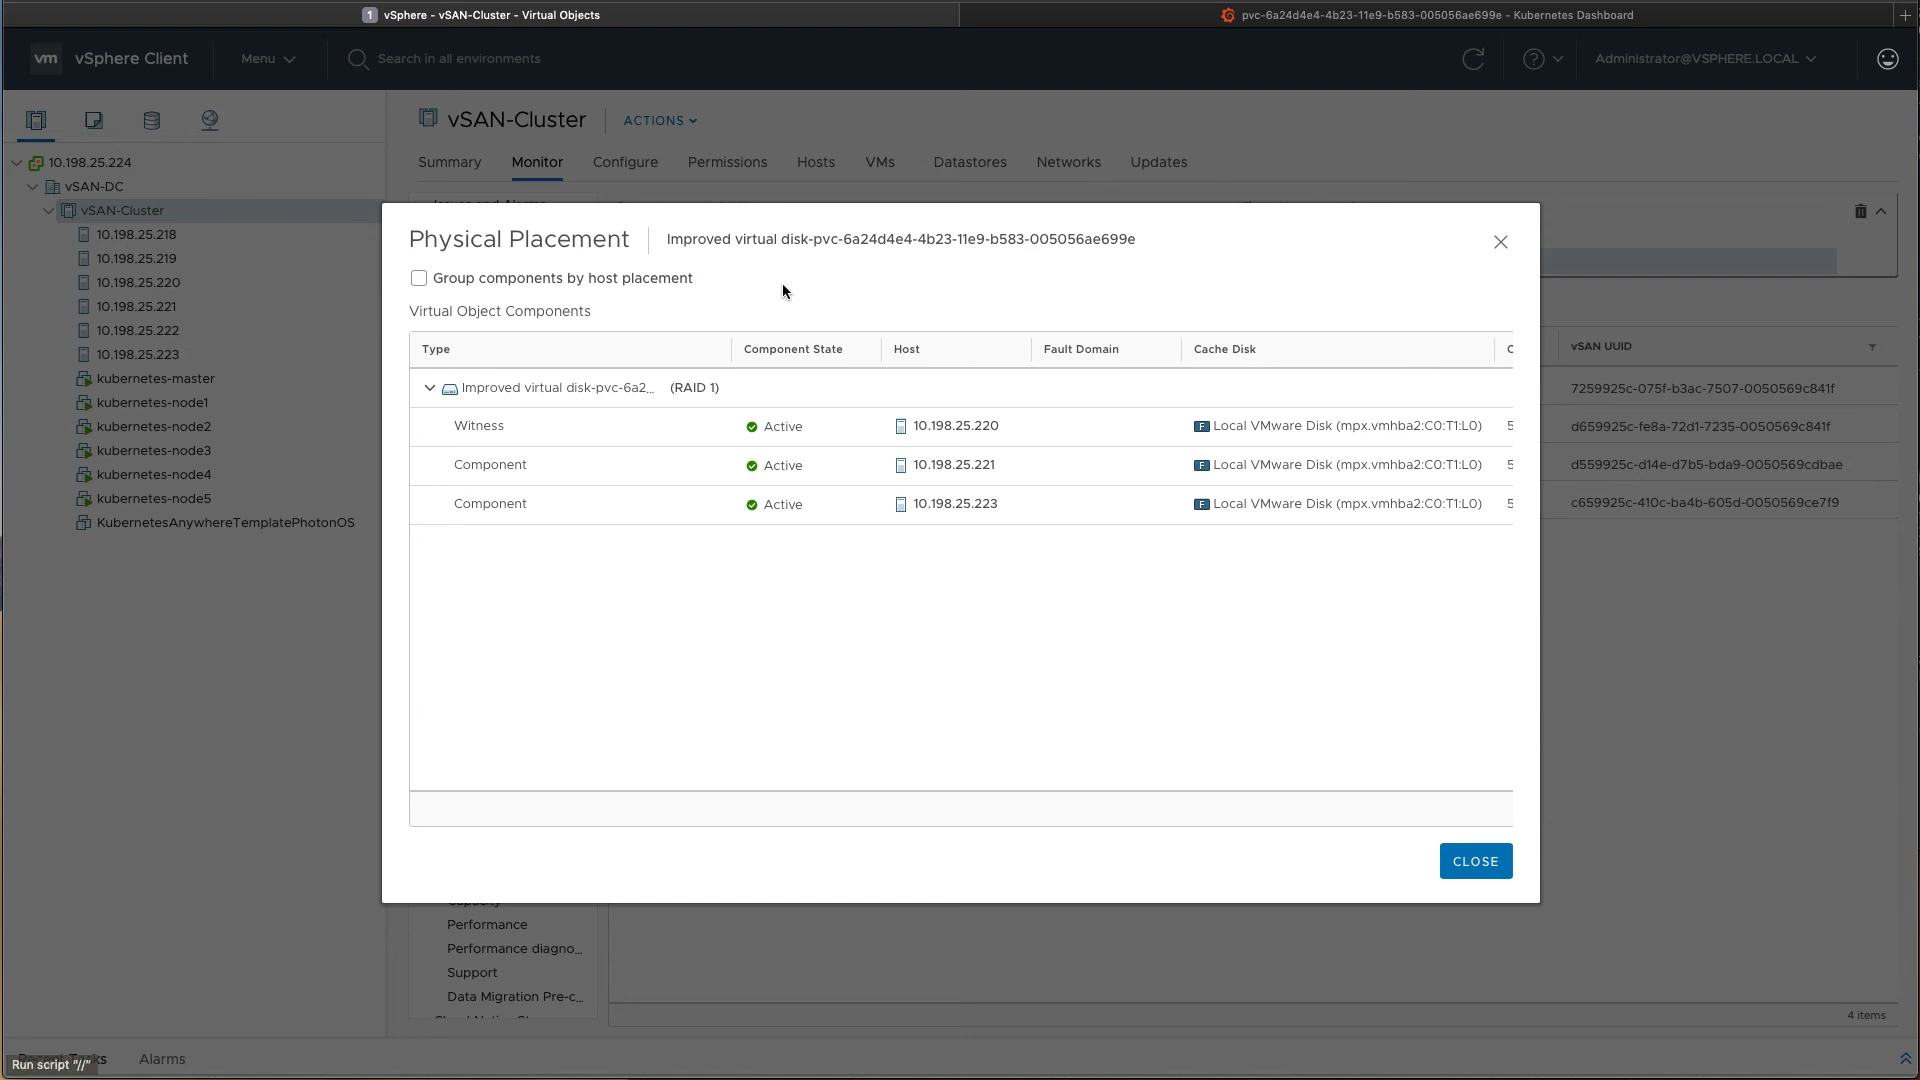 1 vSphere - vSAN-Cluster - Virtual Objects
pvc-6a24d4e4-4b23-11e9-b583-005056ae699e - Kubernetes Dashboard
vm vSphere Client
Menu
Search in all environments
Administrator@VSPHERE.LOCAL
vSAN-Cluster
ACTIONS
Summary Monitor Configure Permissions Hosts VMs Datastores Networks Updates
10.198.25.224
vSAN-DC
vSAN-Cluster
10.198.25.218
10.198.25.219
10.198.25.220
10.198.25.221
10.198.25.222
10.198.25.223
kubernetes-master
kubernetes-node1
kubernetes-node2
kubernetes-node3
kubernetes-node4
kubernetes-node5
KubernetesAnywhereTemplatePhotonOS
Physical Placement
Improved virtual disk-pvc-6a24d4e4-4b23-11e9-b583-005056ae699e
Group components by host placement
Virtual Object Components
Type Component State Host Fault Domain Cache Disk
Improved virtual disk-pvc-6a2... (RAID 1)
Witness Active 10.198.25.220 F Local VMware Disk (mpx.vmhba2:C0:T1:L0) 5
Component Active 10.198.25.221 F Local VMware Disk (mpx.vmhba2:C0:T1:L0) 5
Component Active 10.198.25.223 F Local VMware Disk (mpx.vmhba2:C0:T1:L0) 5
CLOSE
vSAN UUID
7259925c-075f-b3ac-7507-0050569c841f
d659925c-fe8a-72d1-7235-0050569c841f
d559925c-d14e-d7b5-bda9-0050569cdbae
c659925c-410c-ba4b-605d-0050569ce7f9
Performance
Performance diagno...
Support
Data Migration Pre-c...
4 items
Alarms
Run script "//"